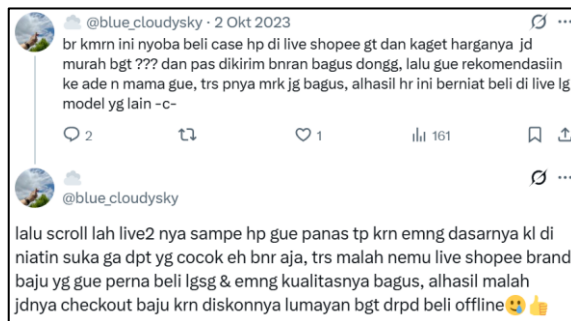 @blue_cloudysky · 2 Okt 2023
br kmrn ini nyoba beli case hp di live shopee gt dan kaget harganya jd
murah bgt ??? dan pas dikirim bnran bagus dongg, lalu gue rekomendasiin
ke ade n mama gue, trs pnya mrk jg bagus, alhasil hr ini berniat beli di live lg
model yg lain -c-
2 1 161
@blue_cloudysky
lalu scroll lah live2 nya sampe hp gue panas tp krn emng dasarnya kl di
niatin suka ga dpt yg cocok eh bnr aja, trs malah nemu live shopee brand
baju yg gue perna beli lgsg & emng kualitasnya bagus, alhasil malah
jdnya checkout baju krn diskonnya lumayan bgt drpd beli offline🥲👍